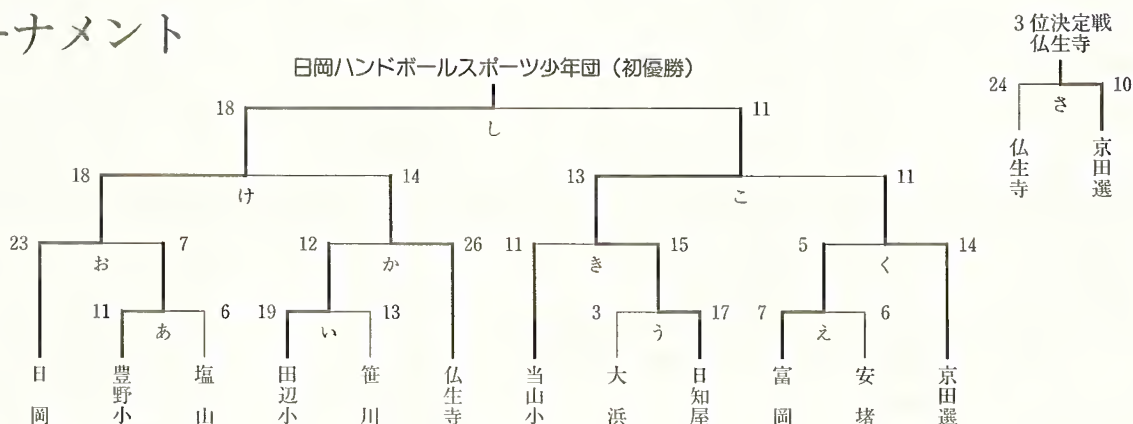 ーナメント
3位決定戦
仏生寺
24 10
さ
仏生寺 京田選
日岡ハンドボールスポーツ少年団（初優勝）
18 11
し
18 14 13 11
け こ
23 7 12 26 11 15 5 14
お か き く
11 6 19 13 3 17 7 6
あ い う え
日岡 豊野小 塩山 田辺小 笹川 仏生寺 当山小 大浜 日知屋 富岡 安堵 京田選